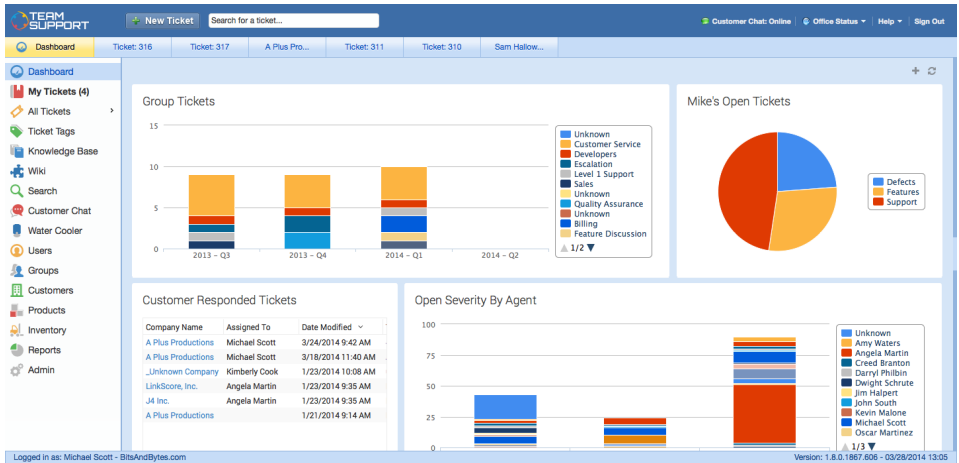 TEAM SUPPORT
New Ticket
Search for a ticket...
Customer Chat: Online
Office Status
Help
Sign Out
Dashboard
Ticket: 316
Ticket: 317
A Plus Pro...
Ticket: 311
Ticket: 310
Sam Hallow...
Dashboard
My Tickets (4)
All Tickets
Ticket Tags
Knowledge Base
Wiki
Search
Customer Chat
Water Cooler
Users
Groups
Customers
Products
Inventory
Reports
Admin
Group Tickets
15
10
5
0
2013 – Q3
2013 – Q4
2014 – Q1
2014 – Q2
Unknown
Customer Service
Developers
Escalation
Level 1 Support
Sales
Unknown
Quality Assurance
Unknown
Billing
Feature Discussion
1/2
Mike's Open Tickets
Defects
Features
Support
Customer Responded Tickets
Company Name Assigned To Date Modified
A Plus Productions Michael Scott 3/24/2014 9:42 AM
A Plus Productions Michael Scott 3/18/2014 11:40 AM
_Unknown Company Kimberly Cook 1/23/2014 10:08 AM
LinkScore, Inc. Angela Martin 1/23/2014 9:35 AM
J4 Inc. Angela Martin 1/23/2014 9:35 AM
A Plus Productions 1/21/2014 9:14 AM
Open Severity By Agent
100
75
50
25
0
Unknown
Amy Waters
Angela Martin
Creed Branton
Darryl Philbin
Dwight Schrute
Jim Halpert
John South
Kevin Malone
Michael Scott
Oscar Martinez
1/3
Logged in as: Michael Scott - BitsAndBytes.com
Version: 1.8.0.1867.606 - 03/28/2014 13:05